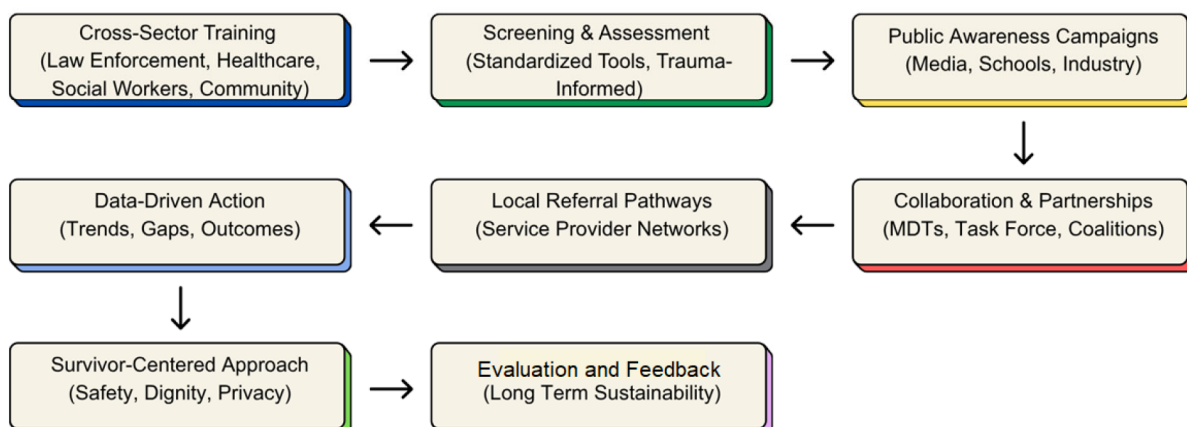 Cross-Sector Training
(Law Enforcement, Healthcare,
Social Workers, Community)
Screening & Assessment
(Standardized Tools, Trauma-
Informed)
Public Awareness Campaigns
(Media, Schools, Industry)
Collaboration & Partnerships
(MDTs, Task Force, Coalitions)
Local Referral Pathways
(Service Provider Networks)
Data-Driven Action
(Trends, Gaps, Outcomes)
Survivor-Centered Approach
(Safety, Dignity, Privacy)
Evaluation and Feedback
(Long Term Sustainability)